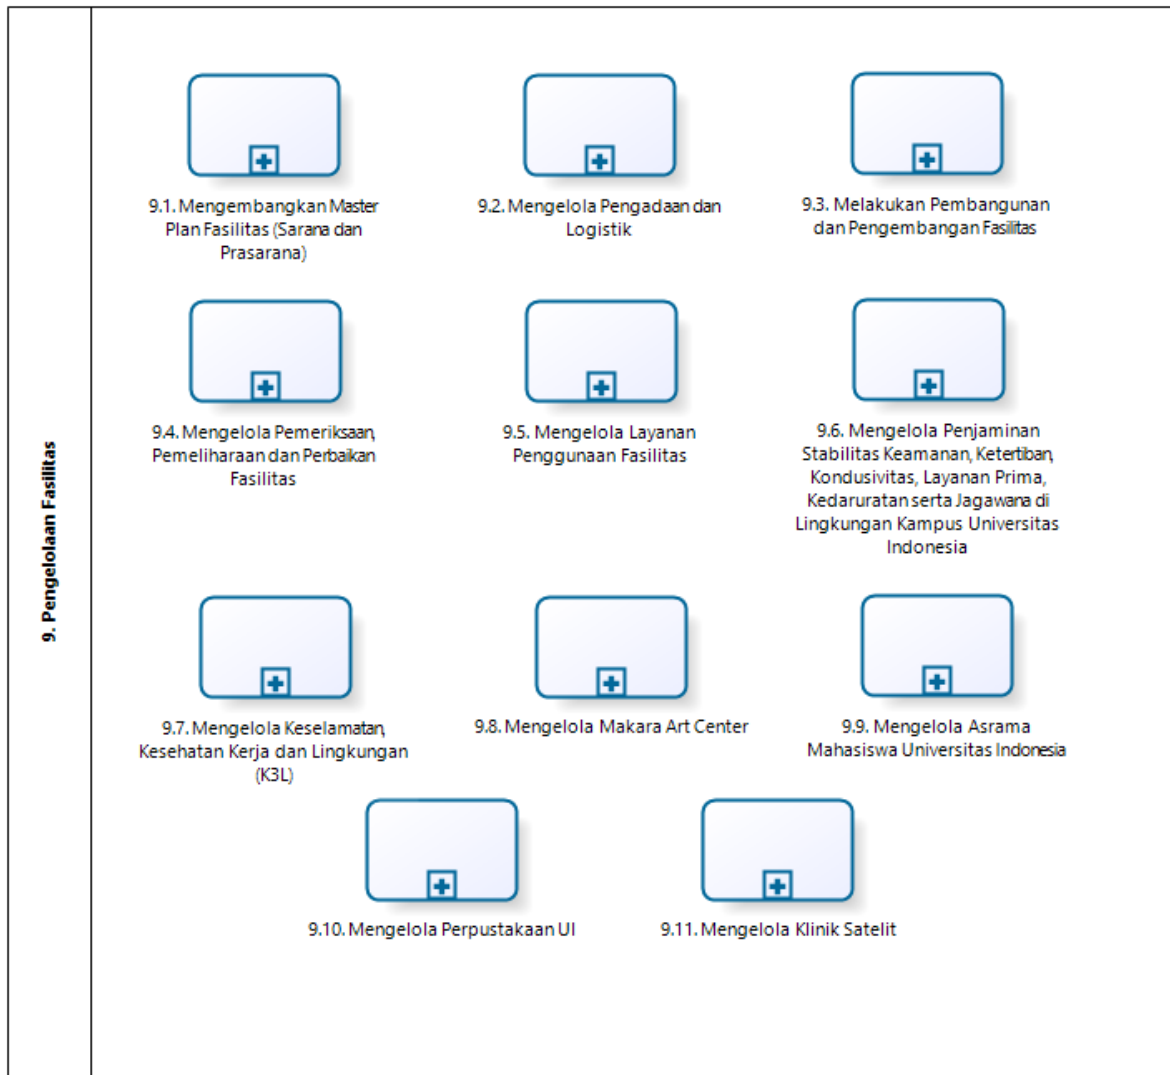 9. Pengelolaan Fasilitas
9.1. Mengembangkan Master
Plan Fasilitas (Sarana dan
Prasarana)
9.2. Mengelola Pengadaan dan
Logistik
9.3. Melakukan Pembangunan
dan Pengembangan Fasilitas
9.4. Mengelola Pemeriksaan,
Pemeliharaan dan Perbaikan
Fasilitas
9.5. Mengelola Layanan
Penggunaan Fasilitas
9.6. Mengelola Penjaminan
Stabilitas Keamanan, Ketertiban,
Kondusivitas, Layanan Prima,
Kedaruratan serta Jagawana di
Lingkungan Kampus Universitas
Indonesia
9.7. Mengelola Keselamatan,
Kesehatan Kerja dan Lingkungan
(K3L)
9.8. Mengelola Makara Art Center
9.9. Mengelola Asrama
Mahasiswa Universitas Indonesia
9.10. Mengelola Perpustakaan UI
9.11. Mengelola Klinik Satelit